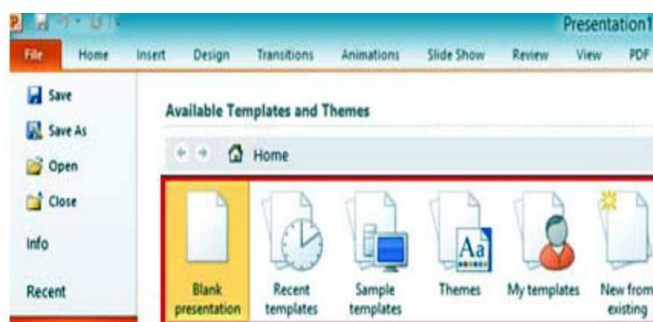 Presentation1
File Home Insert Design Transitions Animations Slide Show Review View PDF
Save
Save As
Open
Close
Info
Recent
Available Templates and Themes
Home
Blank presentation
Recent templates
Sample templates
Themes
My templates
New from existing
Aa